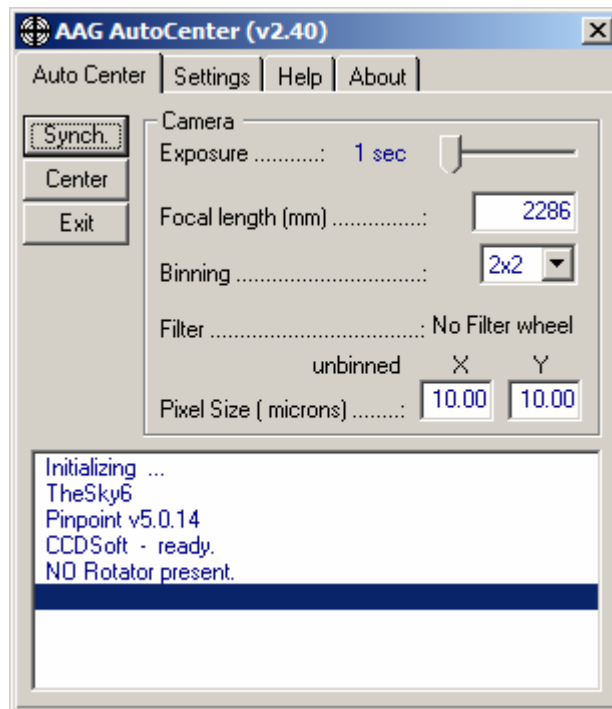 AAG AutoCenter (v2.40)
Auto Center Settings Help About
Synch.
Center
Exit
Camera
Exposure ...........: 1 sec
Focal length (mm) ..............: 2286
Binning ............................: 2x2
Filter ................................: No Filter wheel
unbinned X Y
Pixel Size ( microns) ........: 10.00 10.00
Initializing ...
TheSky6
Pinpoint v5.0.14
CCDSoft - ready.
NO Rotator present.